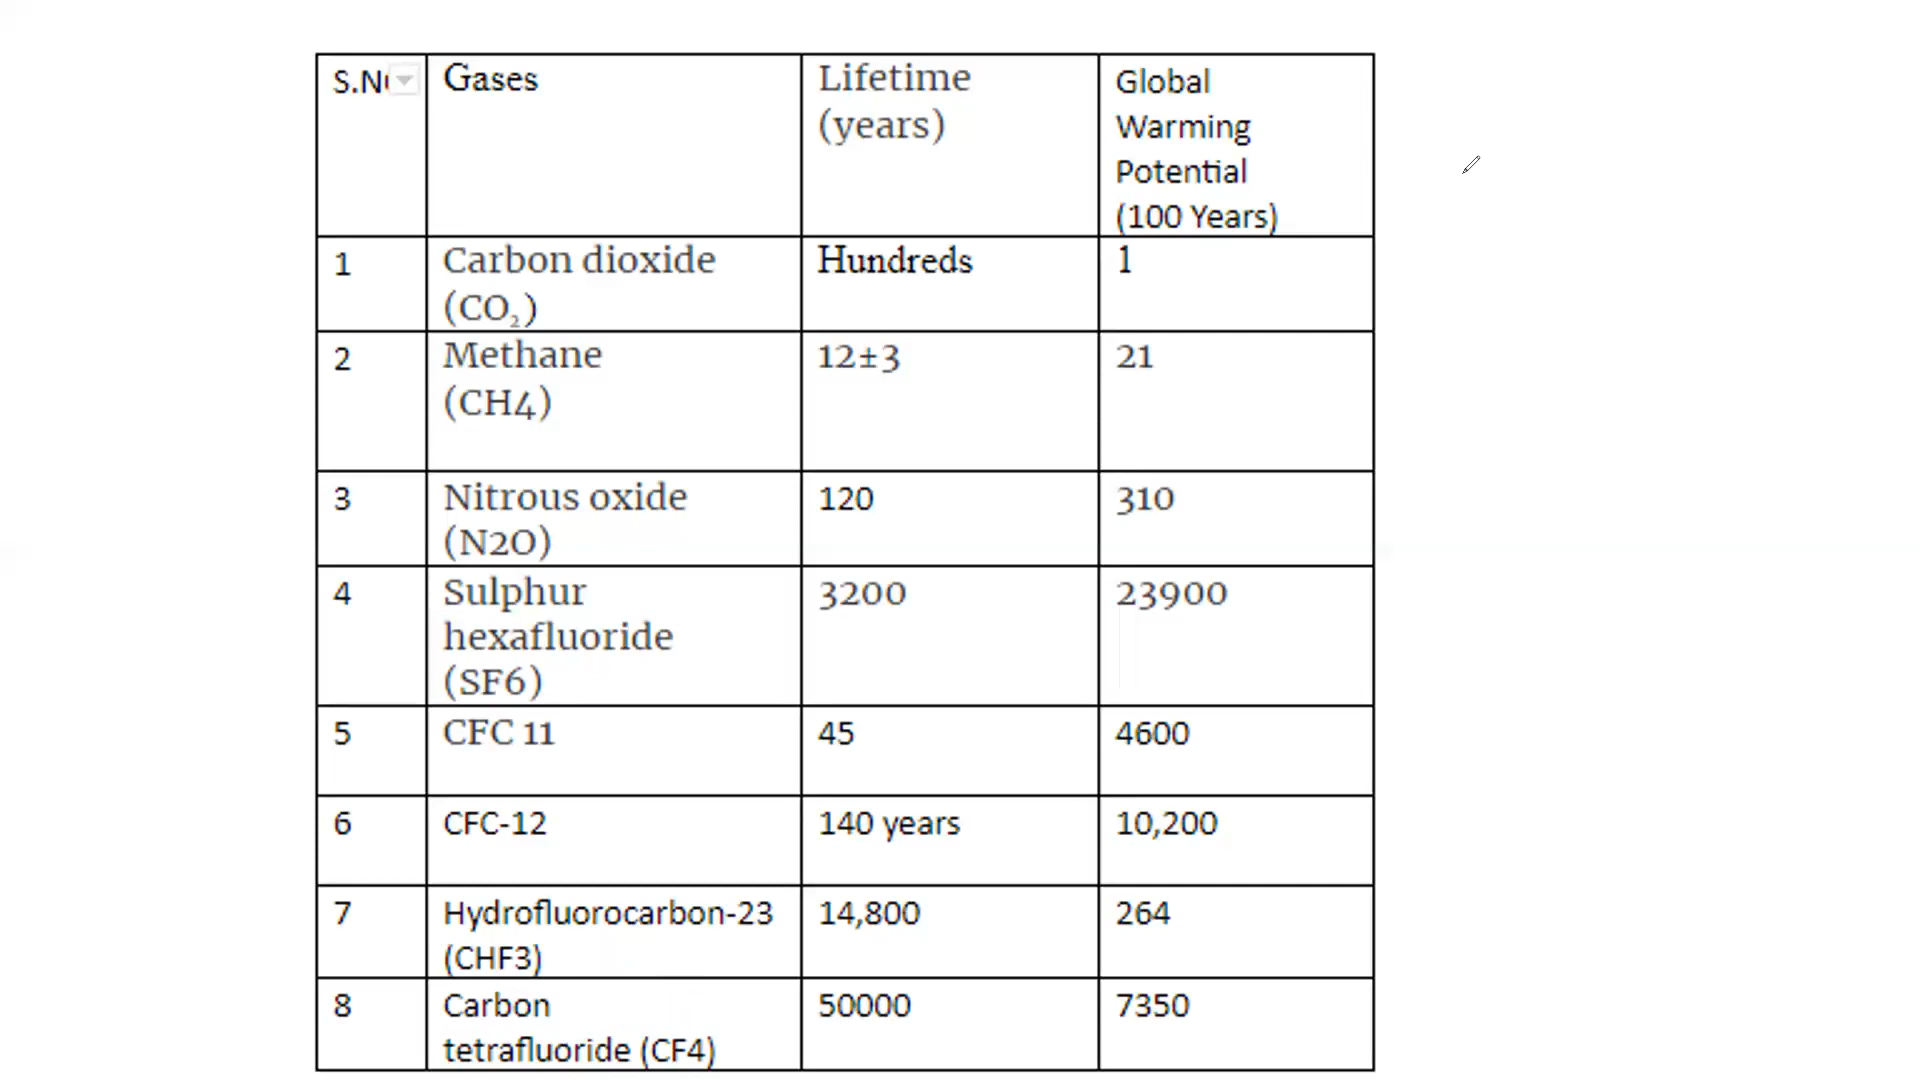 S.N
Gases
Lifetime
(years)
Global
Warming
Potential
(100 Years)
1
Carbon dioxide
(CO₂)
Hundreds
1
2
Methane
(CH4)
12±3
21
3
Nitrous oxide
(N2O)
120
310
4
Sulphur
hexafluoride
(SF6)
3200
23900
5
CFC 11
45
4600
6
CFC-12
140 years
10,200
7
Hydrofluorocarbon-23
(CHF3)
14,800
264
8
Carbon
tetrafluoride (CF4)
50000
7350